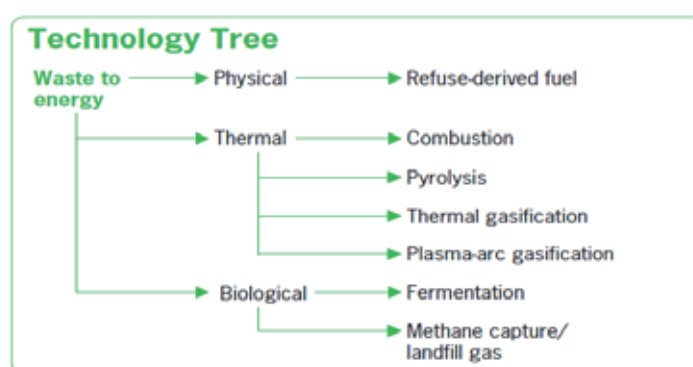 Technology Tree
Waste to energy
Physical
Refuse-derived fuel
Thermal
Combustion
Pyrolysis
Thermal gasification
Plasma-arc gasification
Biological
Fermentation
Methane capture/
landfill gas